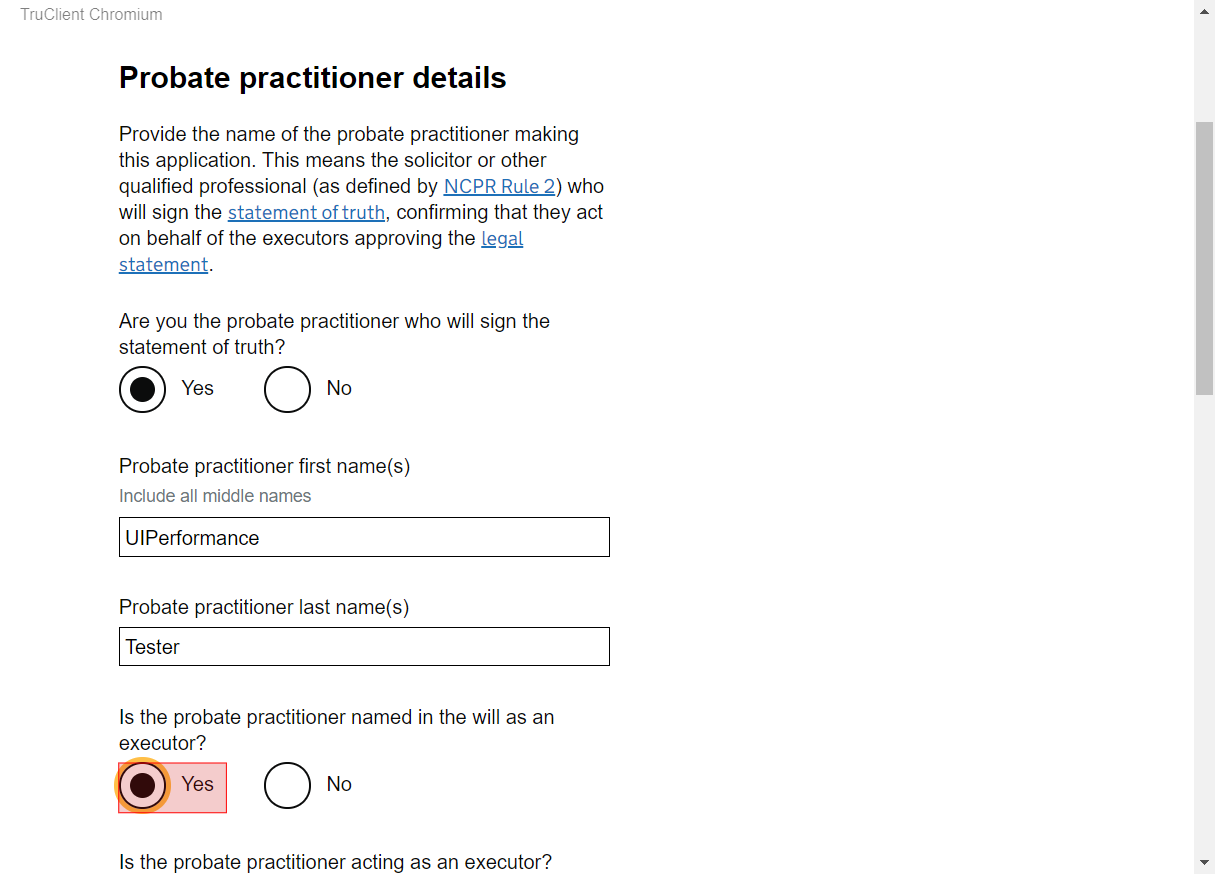 TruClient Chromium
Probate practitioner details
Provide the name of the probate practitioner making
this application. This means the solicitor or other
qualified professional (as defined by NCPR Rule 2) who
will sign the statement of truth, confirming that they act
on behalf of the executors approving the legal
statement.
Are you the probate practitioner who will sign the
statement of truth?
Yes No
Probate practitioner first name(s)
Include all middle names
UIPerformance
Probate practitioner last name(s)
Tester
Is the probate practitioner named in the will as an
executor?
Yes No
Is the probate practitioner acting as an executor?